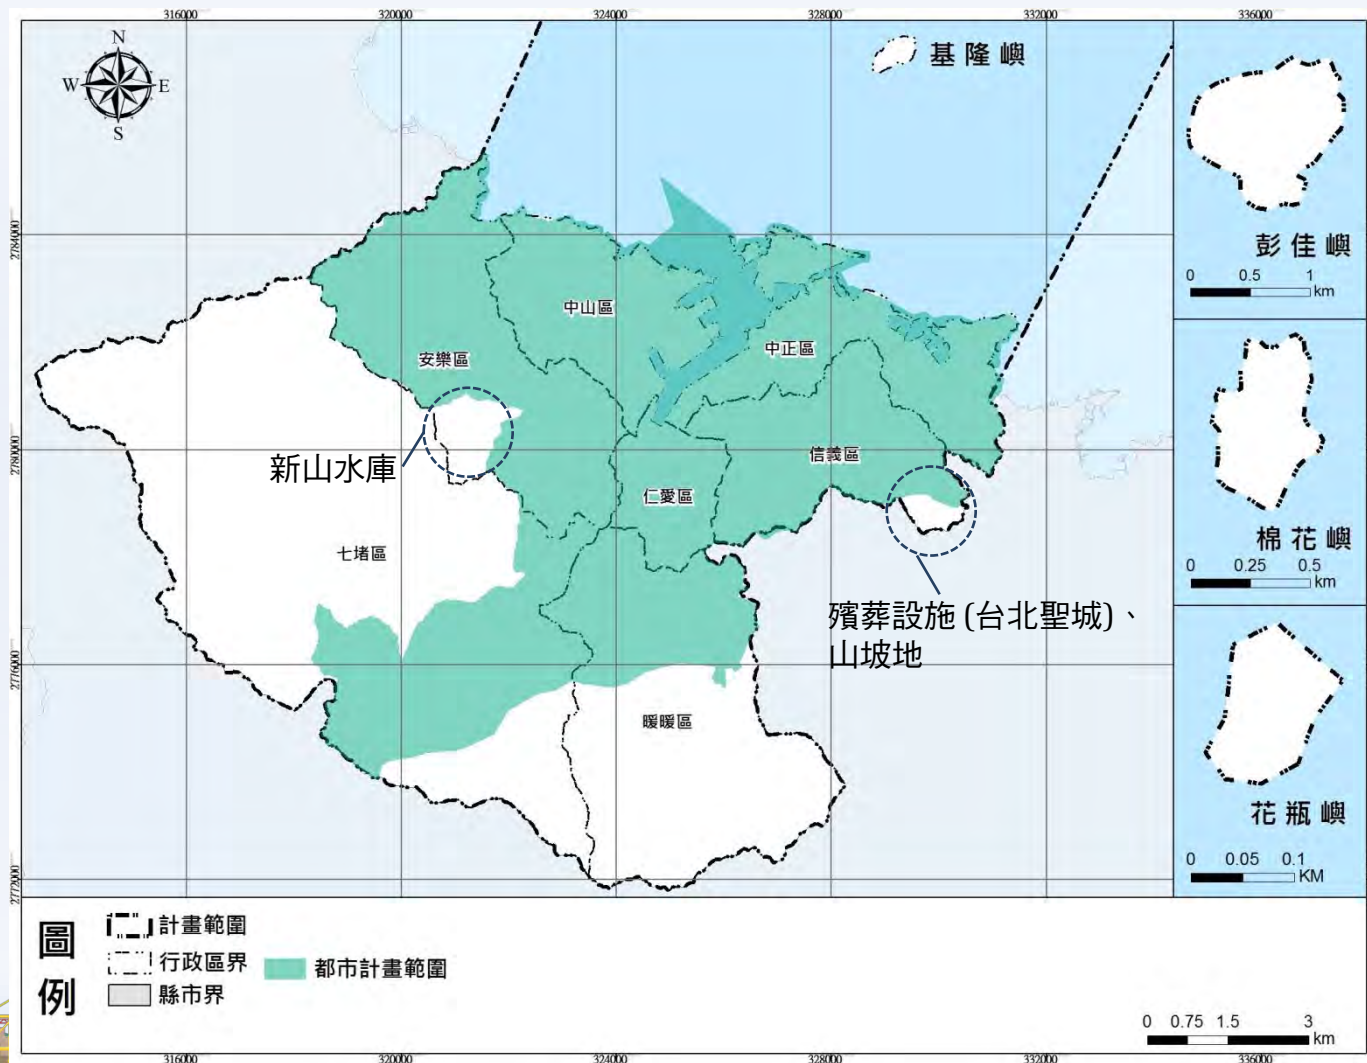 316000 320000 324000 328000 332000 336000
N
W E
S
基隆嶼
彭佳嶼
0 0.5 1
km
2784000
中山區
中正區
安樂區
棉花嶼
0 0.25 0.5
km
2780000
新山水庫
信義區
仁愛區
七堵區
殯葬設施 (台北聖城)、
山坡地
2776000
暖暖區
花瓶嶼
0 0.05 0.1
KM
2772000
圖例
計畫範圍
行政區界
縣市界
都市計畫範圍
0 0.75 1.5 3
km
316000 320000 324000 328000 332000 336000